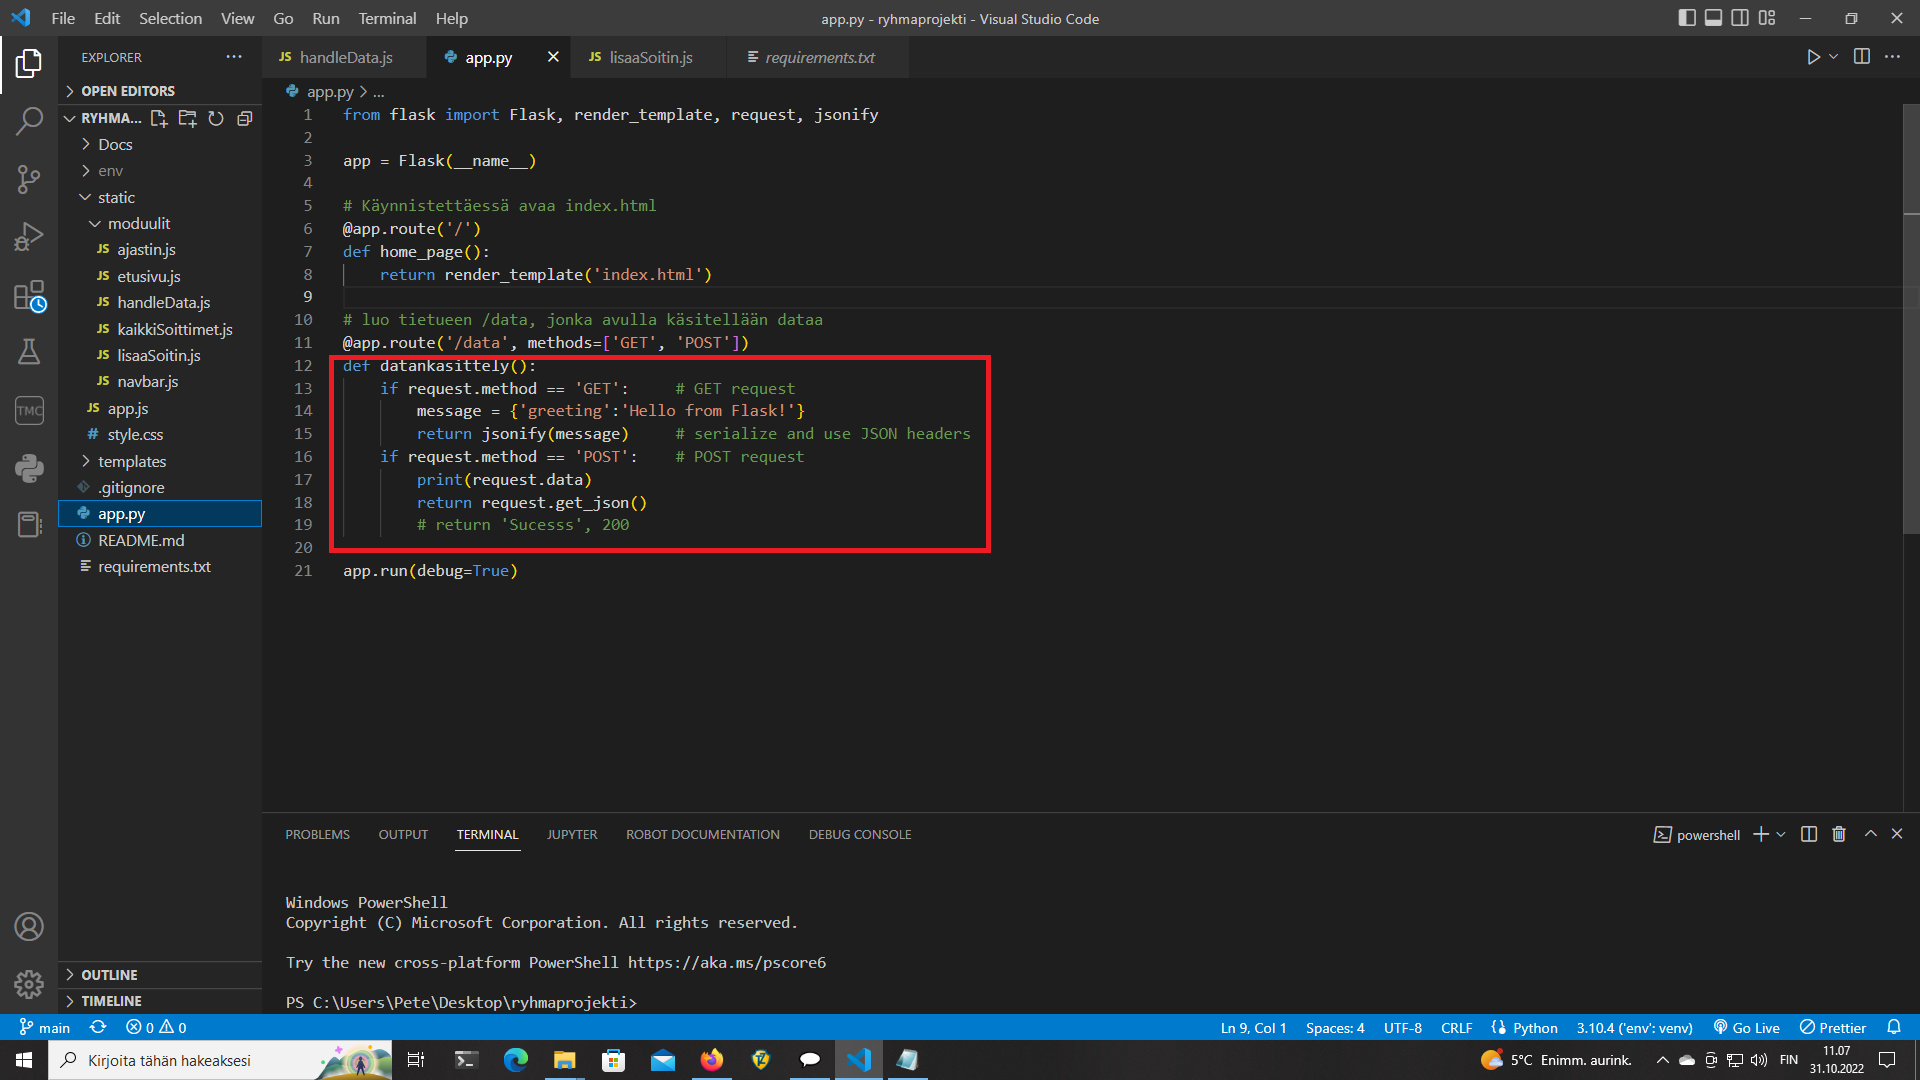 File Edit Selection View Go Run Terminal Help
app.py - ryhmaprojekti - Visual Studio Code
EXPLORER
OPEN EDITORS
RYHMA...
Docs
env
static
moduulit
JS ajastin.js
JS etusivu.js
JS handleData.js
JS kaikkiSoittimet.js
JS lisaaSoitin.js
JS navbar.js
JS app.js
# style.css
templates
.gitignore
app.py
README.md
requirements.txt
OUTLINE
TIMELINE
TMC
JS handleData.js
app.py
JS lisaaSoitin.js
requirements.txt
app.py > ...
1 from flask import Flask, render_template, request, jsonify
2
3 app = Flask(__name__)
4
5 # Käynnistettäessä avaa index.html
6 @app.route('/')
7 def home_page():
8     return render_template('index.html')
9
10 # luo tietueen /data, jonka avulla käsitellään dataa
11 @app.route('/data', methods=['GET', 'POST'])
12 def datankasittely():
13     if request.method == 'GET':     # GET request
14         message = {'greeting':'Hello from Flask!'}
15         return jsonify(message)     # serialize and use JSON headers
16     if request.method == 'POST':    # POST request
17         print(request.data)
18         return request.get_json()
19         # return 'Sucesss', 200
20
21 app.run(debug=True)
PROBLEMS OUTPUT TERMINAL JUPYTER ROBOT DOCUMENTATION DEBUG CONSOLE
powershell
Windows PowerShell
Copyright (C) Microsoft Corporation. All rights reserved.
Try the new cross-platform PowerShell https://aka.ms/pscore6
PS C:\Users\Pete\Desktop\ryhmaprojekti>
main 0 0
Ln 9, Col 1 Spaces: 4 UTF-8 CRLF Python 3.10.4 ('env': venv) Go Live Prettier
Kirjoita tähän hakeaksesi
5°C Enimm. aurink.
FIN
11.07
31.10.2022